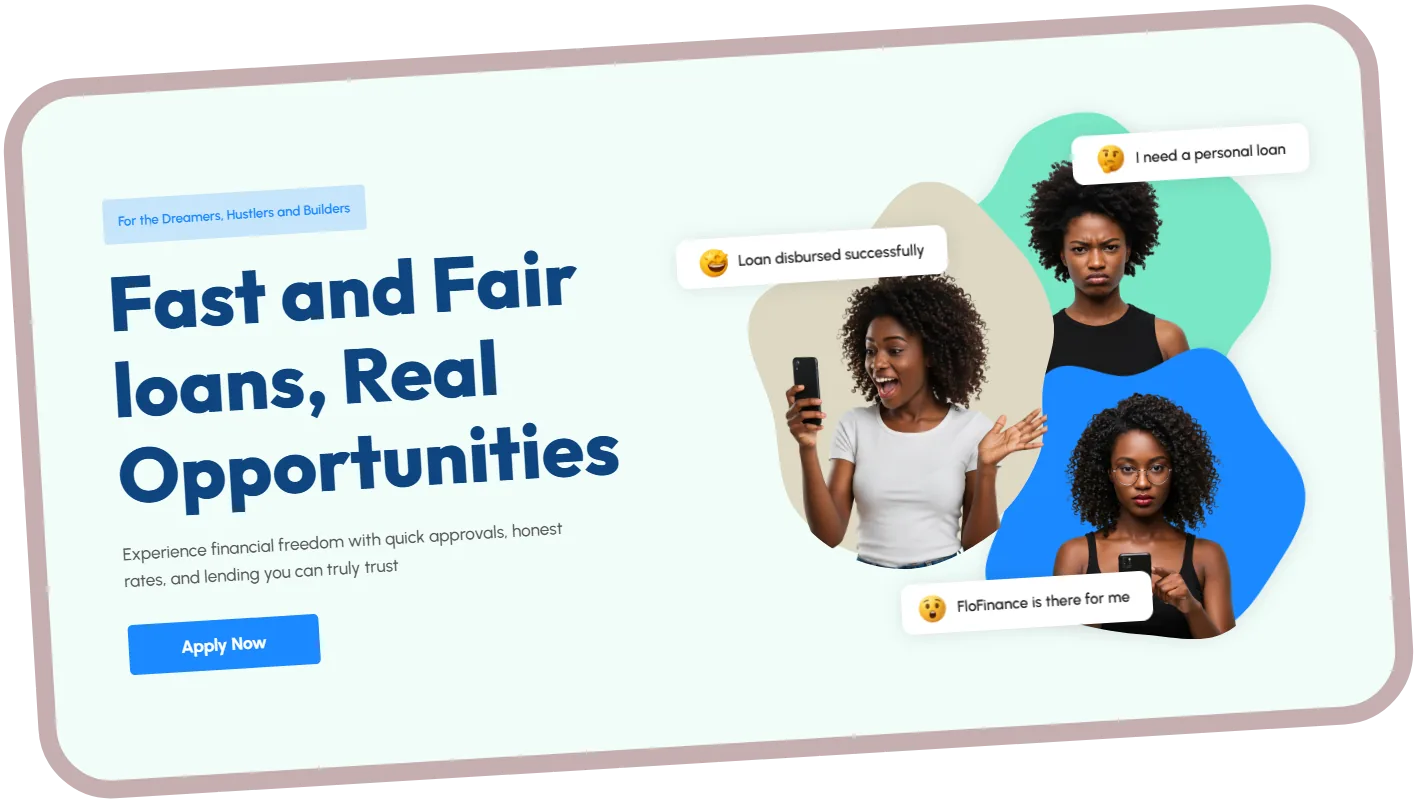 For the Dreamers, Hustlers and Builders
Fast and Fair
loans, Real
Opportunities
Experience financial freedom with quick approvals, honest
rates, and lending you can truly trust
Apply Now
I need a personal loan
Loan disbursed successfully
FloFinance is there for me